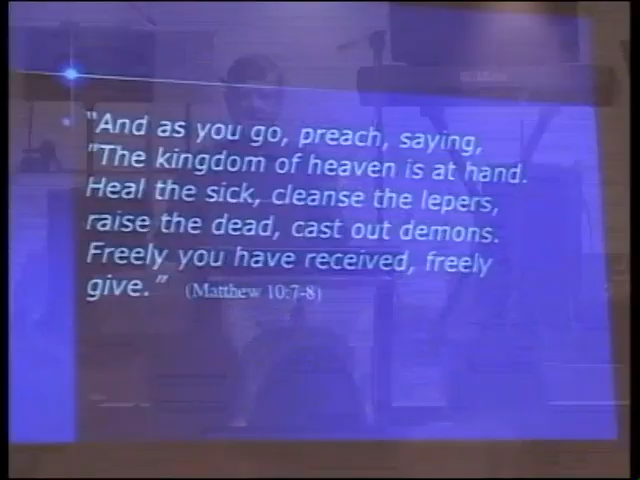 "And as you go, preach, saying,
"The kingdom of heaven is at hand.
Heal the sick, cleanse the lepers,
raise the dead, cast out demons.
Freely you have received, freely
give." (Matthew 10:7-8)